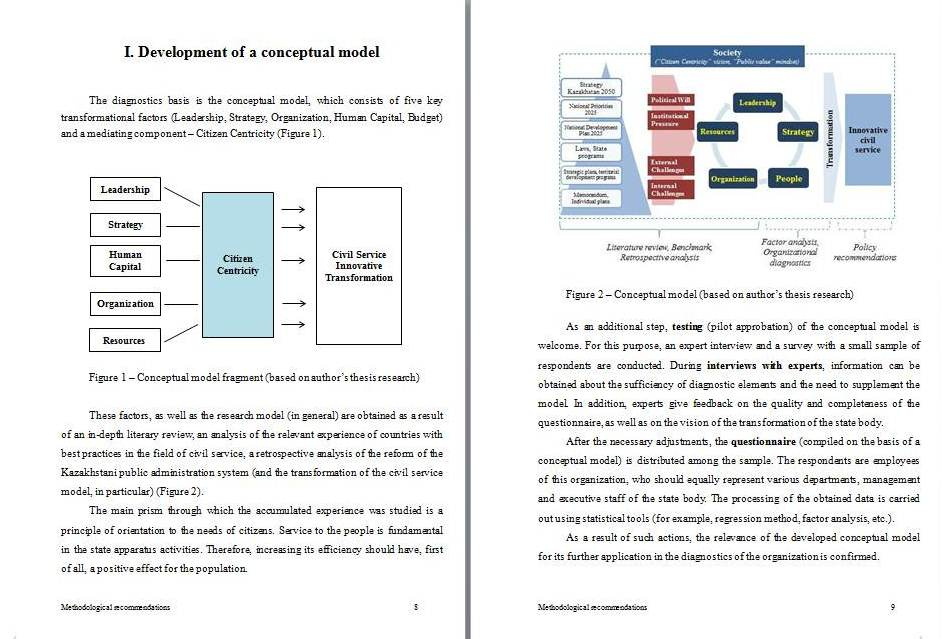 I. Development of a conceptual model
The diagnostics basis is the conceptual model, which consists of five key
transformational factors (Leadership, Strategy, Organization, Human Capital, Budget)
and a mediating component – Citizen Centricity (Figure 1).
Leadership
Strategy
Human
Capital
Organization
Resources
Citizen
Centricity
Civil Service
Innovative
Transformation
Figure 1 – Conceptual model fragment (based on author's thesis research)
These factors, as well as the research model (in general) are obtained as a result
of an in-depth literary review, an analysis of the relevant experience of countries with
best practices in the field of civil service, a retrospective analysis of the reform of the
Kazakhstani public administration system (and the transformation of the civil service
model, in particular) (Figure 2).
The main prism through which the accumulated experience was studied is a
principle of orientation to the needs of citizens. Service to the people is fundamental
in the state apparatus activities. Therefore, increasing its efficiency should have, first
of all, a positive effect for the population.
Methodological recommendations
8
Society
("Citizen Centricity" vision, "Public value" mindset)
Strategy
Kazakhstan 2050
National Priorities
2025
National Development
Plan 2025
Laws, State
programs
Strategic plans, territorial
development programs
Memorandum,
Individual plans
Political Will
Institutional
Pressure
External
Challenges
Internal
Challenges
Leadership
Resources
Strategy
Organization
People
Transformation
Innovative
civil
service
Literature review, Benchmark,
Retrospective analysis
Factor analysis,
Organizational
diagnostics
Policy
recommendations
Figure 2 – Conceptual model (based on author's thesis research)
As an additional step, testing (pilot approbation) of the conceptual model is
welcome. For this purpose, an expert interview and a survey with a small sample of
respondents are conducted. During interviews with experts, information can be
obtained about the sufficiency of diagnostic elements and the need to supplement the
model. In addition, experts give feedback on the quality and completeness of the
questionnaire, as well as on the vision of the transformation of the state body.
After the necessary adjustments, the questionnaire (compiled on the basis of a
conceptual model) is distributed among the sample. The respondents are employees
of this organization, who should equally represent various departments, management
and executive staff of the state body. The processing of the obtained data is carried
out using statistical tools (for example, regression method, factor analysis, etc.).
As a result of such actions, the relevance of the developed conceptual model
for its further application in the diagnostics of the organization is confirmed.
Methodological recommendations
9